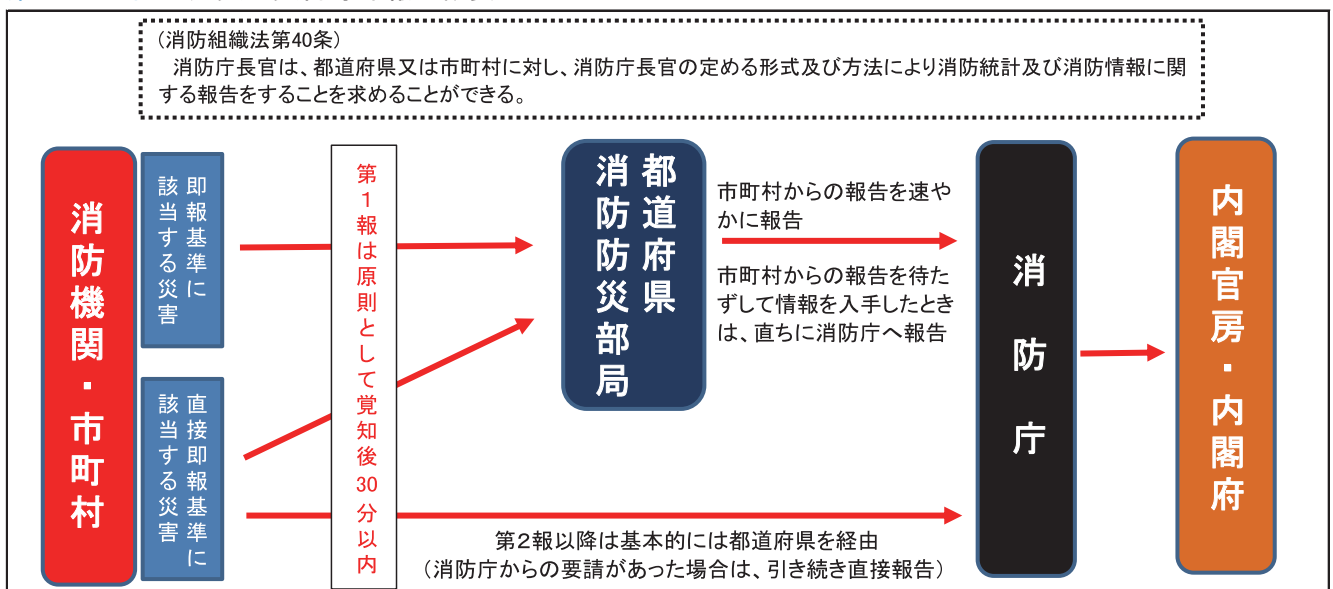 (消防組織法第40条)
消防庁長官は、都道府県又は市町村に対し、消防庁長官の定める形式及び方法により消防統計及び消防情報に関
する報告をすることを求めることができる。
消防機関・市町村
即報基準に
該当する災害
直接即報基準に
該当する災害
第1報は原則として覚知後30分以内
都道府県
消防防災部局
市町村からの報告を速や
かに報告
市町村からの報告を待た
ずして情報を入手したとき
は、直ちに消防庁へ報告
第2報以降は基本的には都道府県を経由
(消防庁からの要請があった場合は、引き続き直接報告)
消防庁
内閣官房・内閣府